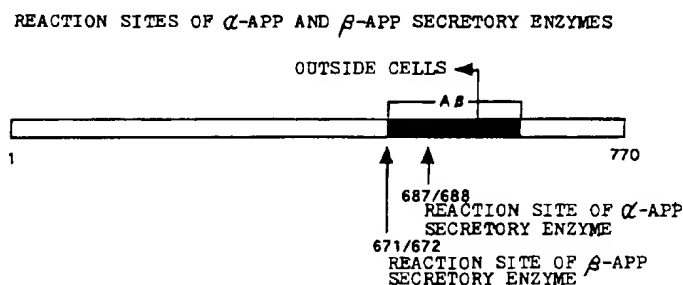 REACTION SITES OF α-APP AND β-APP SECRETORY ENZYMES
OUTSIDE CELLS
Aβ
1
770
687/688
REACTION SITE OF α-APP
SECRETORY ENZYME
671/672
REACTION SITE OF β-APP
SECRETORY ENZYME